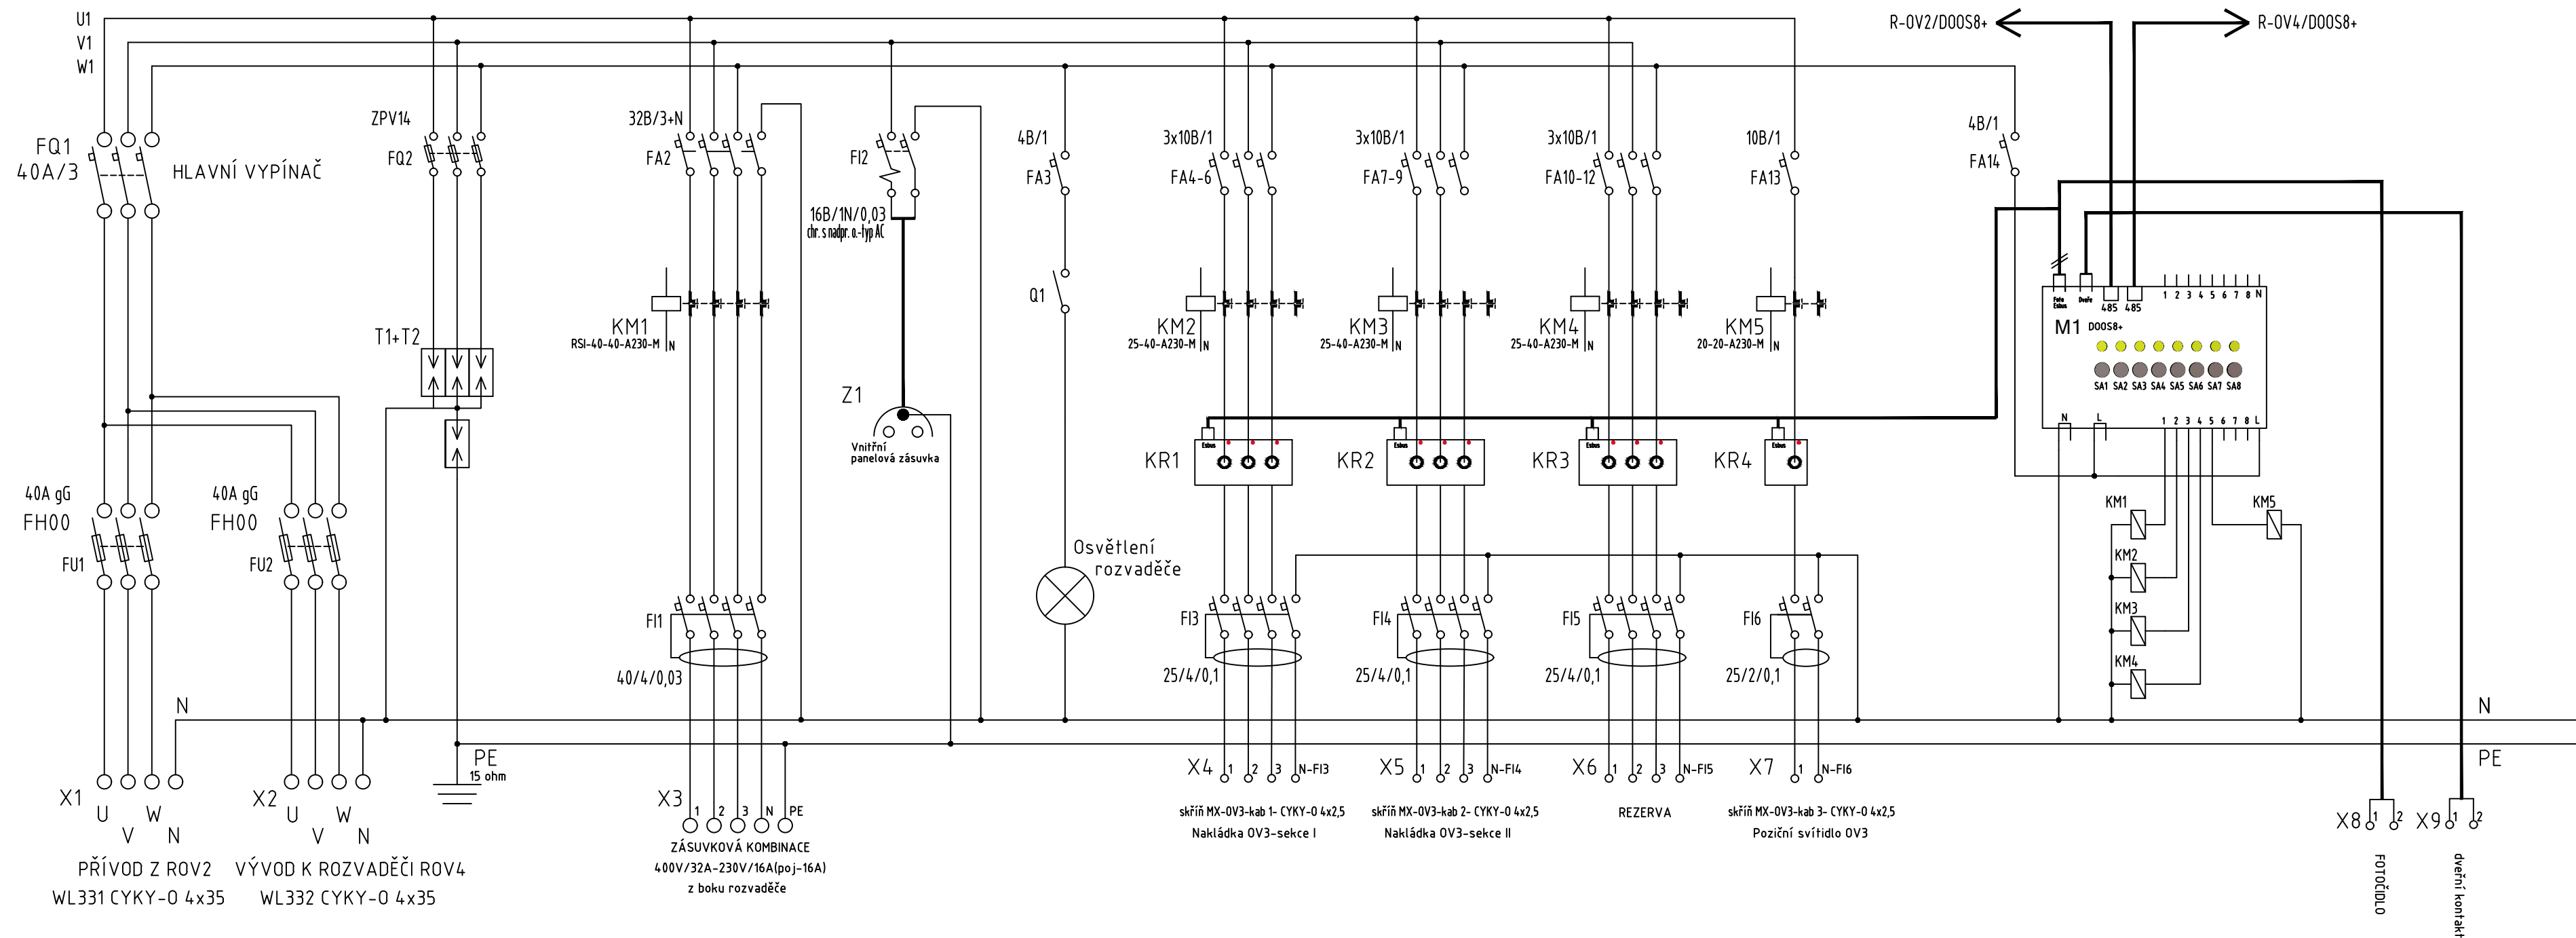 U1
V1
W1
R-OV2/DOOS8+
R-OV4/DOOS8+
FQ1
40A/3
HLAVNÍ VYPÍNAČ
ZPV14
FQ2
32B/3+N
FA2
FI2
16B/1N/0,03
chr. s nadpr. o.-typ AC
4B/1
FA3
3x10B/1
FA4-6
3x10B/1
FA7-9
3x10B/1
FA10-12
10B/1
FA13
4B/1
FA14
Q1
T1+T2
KM1
RSI-40-40-A230-M
N
KM2
25-40-A230-M
N
KM3
25-40-A230-M
N
KM4
25-40-A230-M
N
KM5
20-20-A230-M
N
Foto
Esbus
Dveře
485
485
1 2 3 4 5 6 7 8 N
M1
DOOS8+
SA1 SA2 SA3 SA4 SA5 SA6 SA7 SA8
N
L
1 2 3 4 5 6 7 8 L
Z1
Vnitřní
panelová zásuvka
KR1
Esbus
KR2
Esbus
KR3
Esbus
KR4
Esbus
40A gG
FH00
FU1
40A gG
FH00
FU2
Osvětlení
rozvaděče
KM1
KM2
KM3
KM4
KM5
FI1
40/4/0,03
FI3
25/4/0,1
FI4
25/4/0,1
FI5
25/4/0,1
FI6
25/2/0,1
N
N
PE
15 ohm
PE
X1
U
V
W
N
X2
U
V
W
N
X3
1
2
3
N
PE
X4
1
2
3
N-FI3
X5
1
2
3
N-FI4
X6
1
2
3
N-FI5
X7
1
N-FI6
X8
1
2
X9
1
2
PŘÍVOD Z ROV2
WL331 CYKY-O 4x35
VÝVOD K ROZVADĚČI ROV4
WL332 CYKY-O 4x35
ZÁSUVKOVÁ KOMBINACE
400V/32A-230V/16A(poj-16A)
z boku rozvaděče
skříň MX-OV3-kab 1- CYKY-O 4x2,5
Nakládka OV3-sekce I
skříň MX-OV3-kab 2- CYKY-O 4x2,5
Nakládka OV3-sekce II
REZERVA
skříň MX-OV3-kab 3- CYKY-O 4x2,5
Poziční svítidlo OV3
FOTOČIDLO
dveřní kontakt